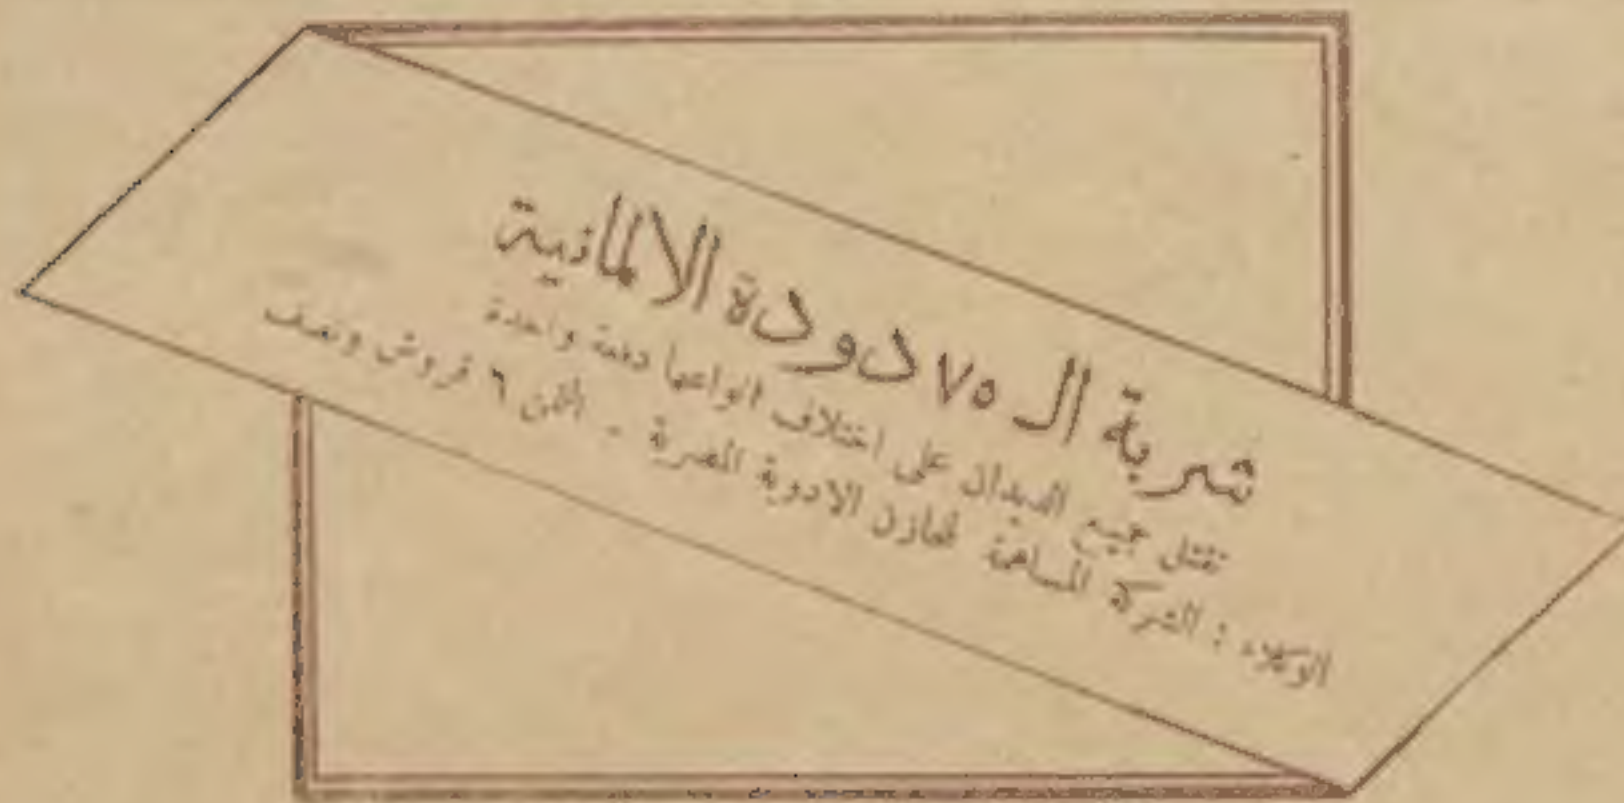 شربة ال ٧٥ دودة الالمانية
تقتل جميع الديدان على اختلاف انواعها دفعة واحدة
الوكلاء : الشركة المساهمة لمخازن الادوية المصرية - الثمن ٦ قروش ونصف